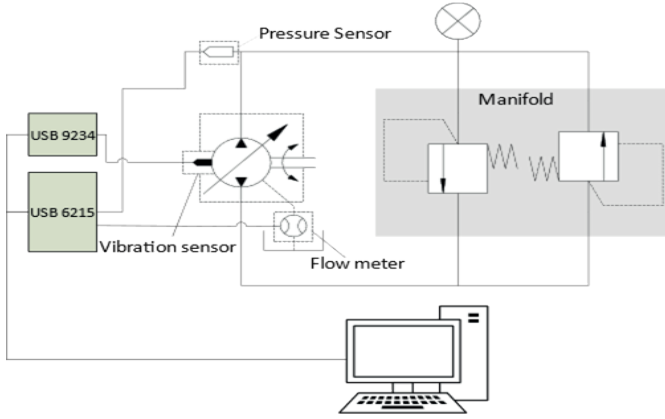 Pressure Sensor
Manifold
USB 9234
USB 6215
Vibration sensor
Flow meter